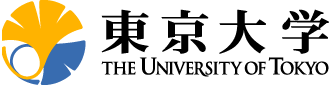 東京大学
THE UNIVERSITY OF TOKYO